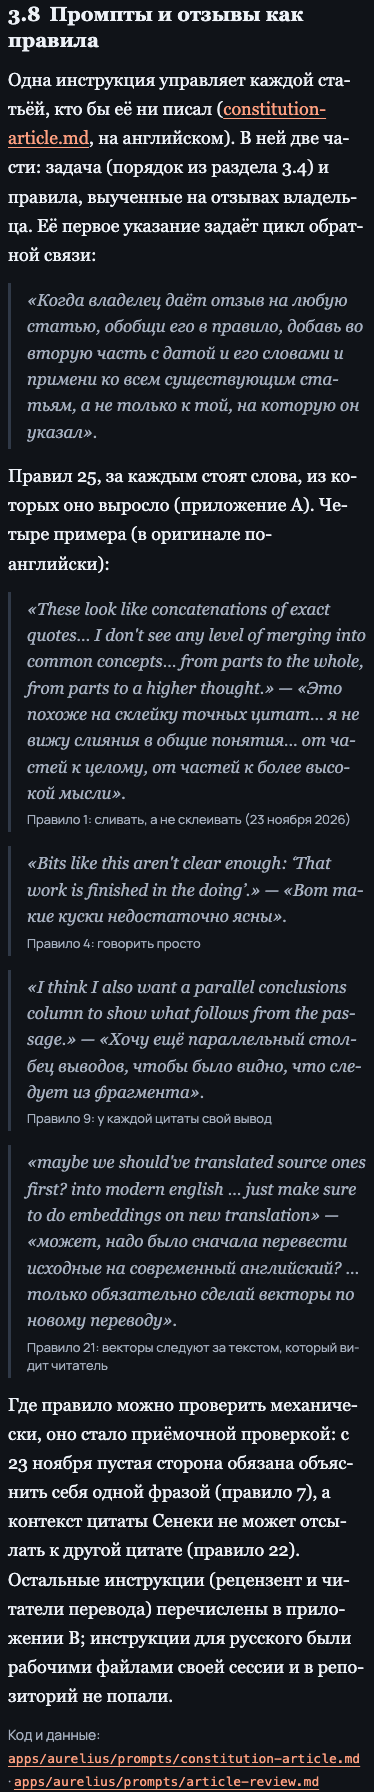 3.8 Промпты и отзывы как
правила
Одна инструкция управляет каждой ста-
тьёй, кто бы её ни писал (constitution-
article.md, на английском). В ней две ча-
сти: задача (порядок из раздела 3.4) и
правила, выученные на отзывах владель-
ца. Её первое указание задаёт цикл обрат-
ной связи:
«Когда владелец даёт отзыв на любую
статью, обобщи его в правило, добавь во
вторую часть с датой и его словами и
примени ко всем существующим ста-
тьям, а не только к той, на которую он
указал».
Правил 25, за каждым стоят слова, из ко-
торых оно выросло (приложение А). Че-
тыре примера (в оригинале по-
английски):
«These look like concatenations of exact
quotes... I don't see any level of merging into
common concepts... from parts to the whole,
from parts to a higher thought.» — «Это
похоже на склейку точных цитат... я не
вижу слияния в общие понятия... от ча-
стей к целому, от частей к более высо-
кой мысли».
Правило 1: сливать, а не склеивать (23 ноября 2026)
«Bits like this aren't clear enough: ‘That
work is finished in the doing’.» — «Вот та-
кие куски недостаточно ясны».
Правило 4: говорить просто
«I think I also want a parallel conclusions
column to show what follows from the pas-
sage.» — «Хочу ещё параллельный стол-
бец выводов, чтобы было видно, что сле-
дует из фрагмента».
Правило 9: у каждой цитаты свой вывод
«maybe we should've translated source ones
first? into modern english ... just make sure
to do embeddings on new translation» —
«может, надо было сначала перевести
исходные на современный английский? ...
только обязательно сделай векторы по
новому переводу».
Правило 21: векторы следуют за текстом, который ви-
дит читатель
Где правило можно проверить механиче-
ски, оно стало приёмочной проверкой: с
23 ноября пустая сторона обязана объяс-
нить себя одной фразой (правило 7), а
контекст цитаты Сенеки не может отсы-
лать к другой цитате (правило 22).
Остальные инструкции (рецензент и чи-
татели перевода) перечислены в прило-
жении B; инструкции для русского были
рабочими файлами своей сессии и в репо-
зиторий не попали.
Код и данные:
apps/aurelius/prompts/constitution-article.md
· apps/aurelius/prompts/article-review.md